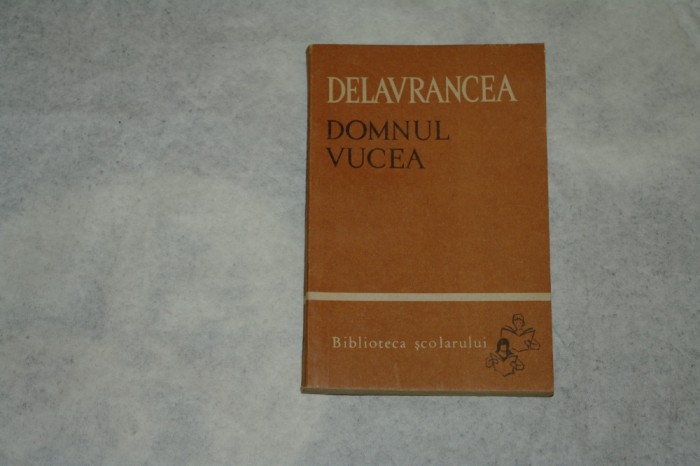 DELAVRANCEA
DOMNUL
VUCEA
Biblioteca școlarului